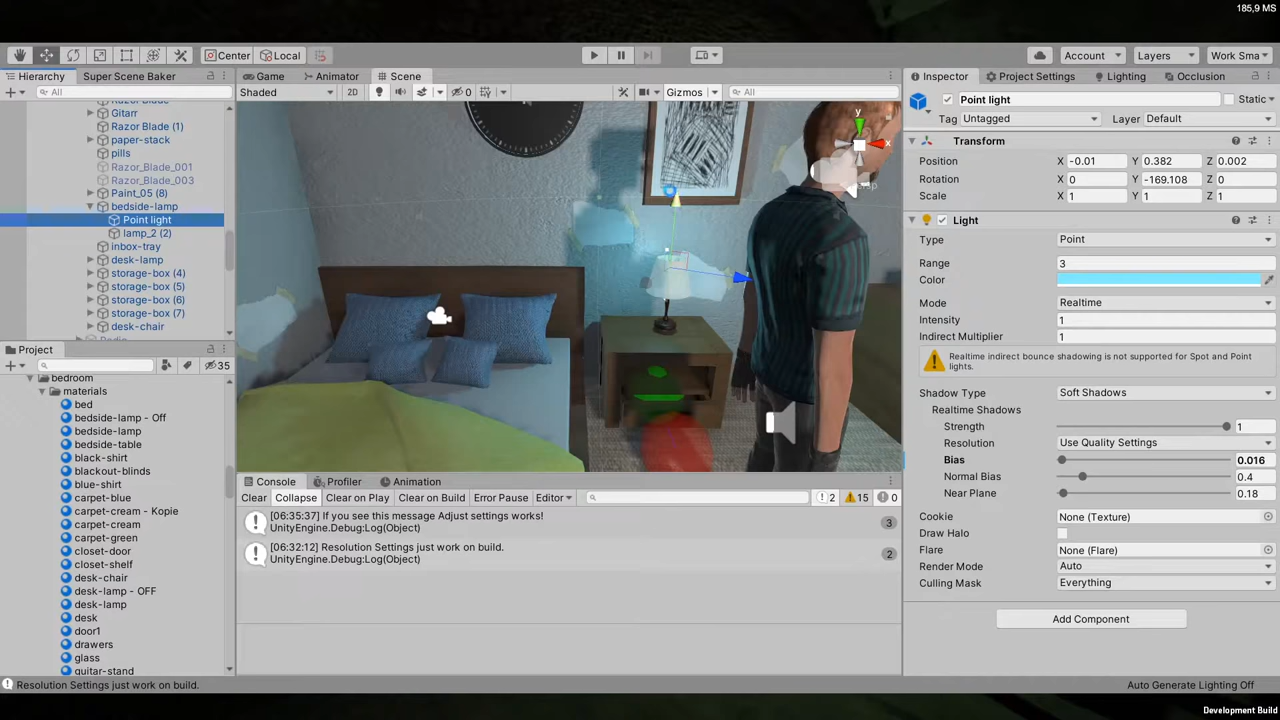 185,9 MS
Center
Local
Account
Layers
Work Sma
Hierarchy
Super Scene Baker
All
Gitarr
Razor Blade (1)
paper-stack
pills
Razor_Blade_001
Razor_Blade_003
Paint_05 (8)
bedside-lamp
Point light
lamp_2 (2)
inbox-tray
desk-lamp
storage-box (4)
storage-box (5)
storage-box (6)
storage-box (7)
desk-chair
Project
35
bedroom
materials
bed
bedside-lamp - Off
bedside-lamp
bedside-table
black-shirt
blackout-blinds
blue-shirt
carpet-blue
carpet-cream - Kopie
carpet-cream
carpet-green
closet-door
closet-shelf
desk-chair
desk-lamp - OFF
desk-lamp
desk
door1
drawers
glass
guitar-stand
Game
Animator
Scene
Shaded
2D
0
Gizmos
All
y
x
Console
Profiler
Animation
Clear
Collapse
Clear on Play
Clear on Build
Error Pause
Editor
2
15
0
[06:35:37] If you see this message Adjust settings works!
UnityEngine.Debug:Log(Object)
3
[06:32:12] Resolution Settings just work on build.
UnityEngine.Debug:Log(Object)
2
Inspector
Project Settings
Lighting
Occlusion
Point light
Static
Tag Untagged
Layer Default
Transform
Position X -0.01 Y 0.382 Z 0.002
Rotation X 0 Y -169.108 Z 0
Scale X 1 Y 1 Z 1
Light
Type Point
Range 3
Color
Mode Realtime
Intensity 1
Indirect Multiplier 1
Realtime indirect bounce shadowing is not supported for Spot and Point
lights.
Shadow Type Soft Shadows
Realtime Shadows
Strength 1
Resolution Use Quality Settings
Bias 0.016
Normal Bias 0.4
Near Plane 0.18
Cookie None (Texture)
Draw Halo
Flare None (Flare)
Render Mode Auto
Culling Mask Everything
Add Component
Resolution Settings just work on build.
Auto Generate Lighting Off
Development Build